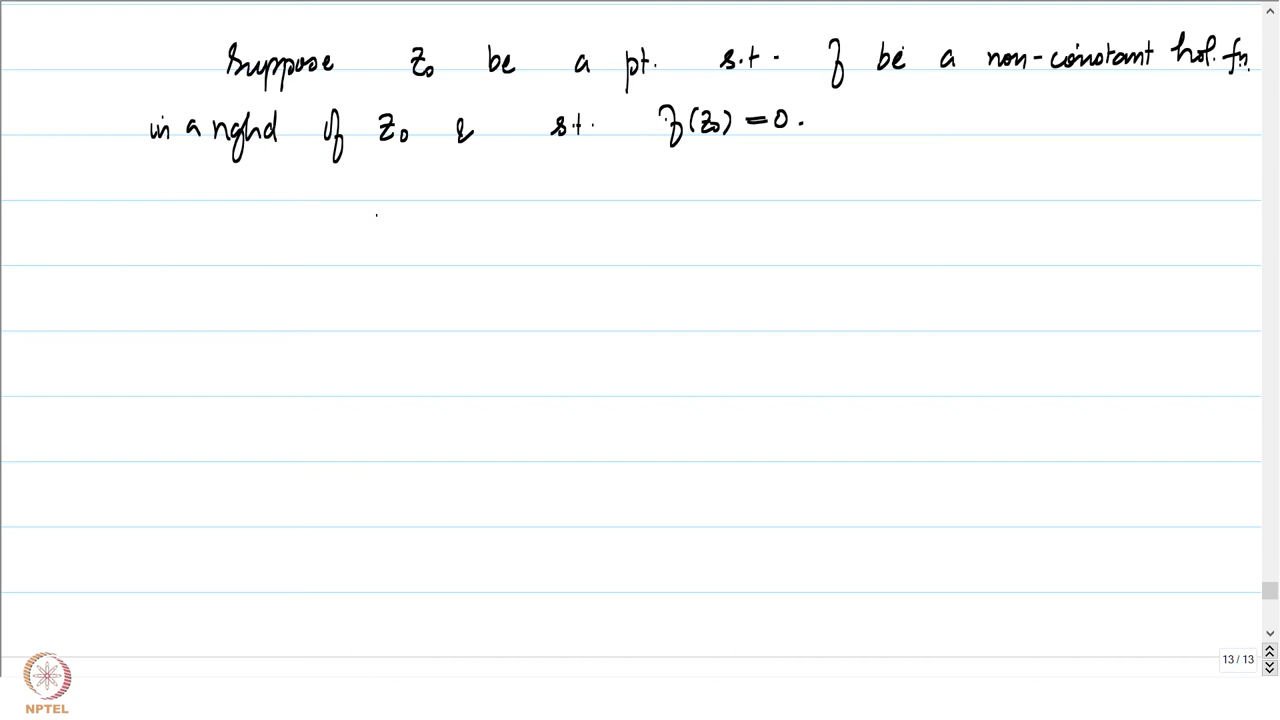 Suppose z₀ be a pt. s.t. f be a non-constant hol. fn.
in a nghd of z₀ & s.t. f(z₀) = 0.
13 / 13
NPTEL